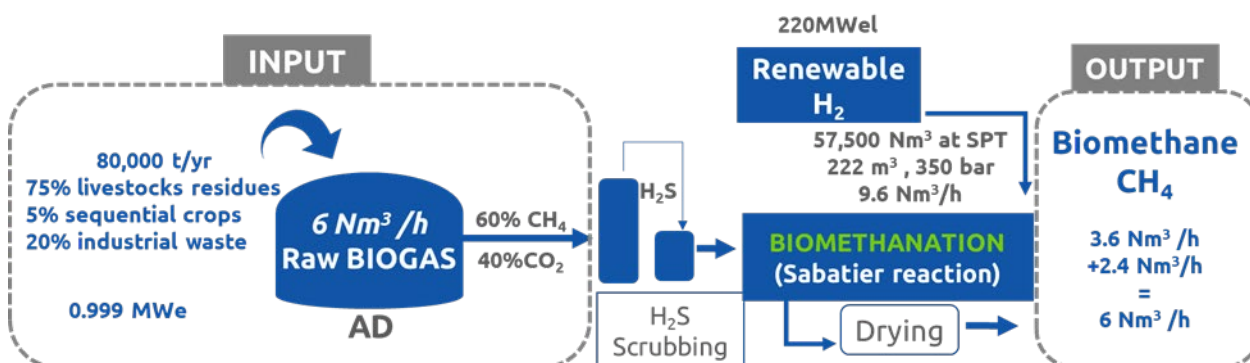 INPUT
80,000 t/yr
75% livestocks residues
5% sequential crops
20% industrial waste
0.999 MWe
6 Nm³ /h
Raw BIOGAS
AD
60% CH₄
40%CO₂
H₂S
H₂S
Scrubbing
220MWel
Renewable
H₂
57,500 Nm³ at SPT
222 m³ , 350 bar
9.6 Nm³/h
BIOMETHANATION
(Sabatier reaction)
Drying
OUTPUT
Biomethane
CH₄
3.6 Nm³ /h
+2.4 Nm³/h
=
6 Nm³ /h